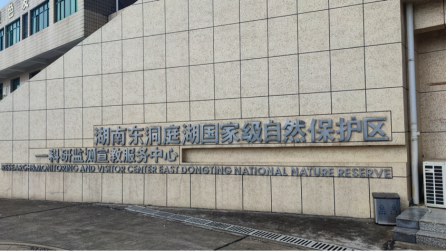 湖南东洞庭湖国家级自然保护区
—科研监测宣教服务中心
RESEARCH&MONITORING AND VISITOR CENTER EAST DONGTING NATIONAL NATURE RESERVE